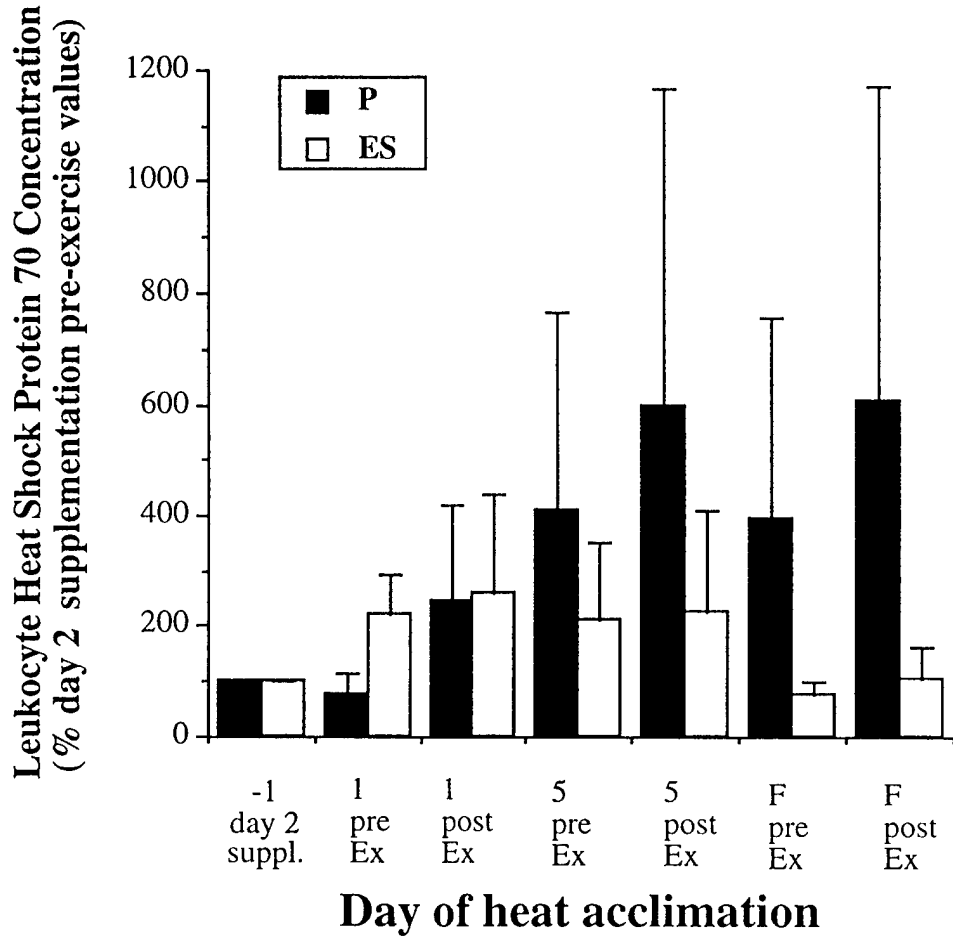 Leukocyte Heat Shock Protein 70 Concentration
(% day 2 supplementation pre-exercise values)
1200
1000
800
600
400
200
0
P
ES
-1
day 2
suppl.
1
pre
Ex
1
post
Ex
5
pre
Ex
5
post
Ex
F
pre
Ex
F
post
Ex
Day of heat acclimation